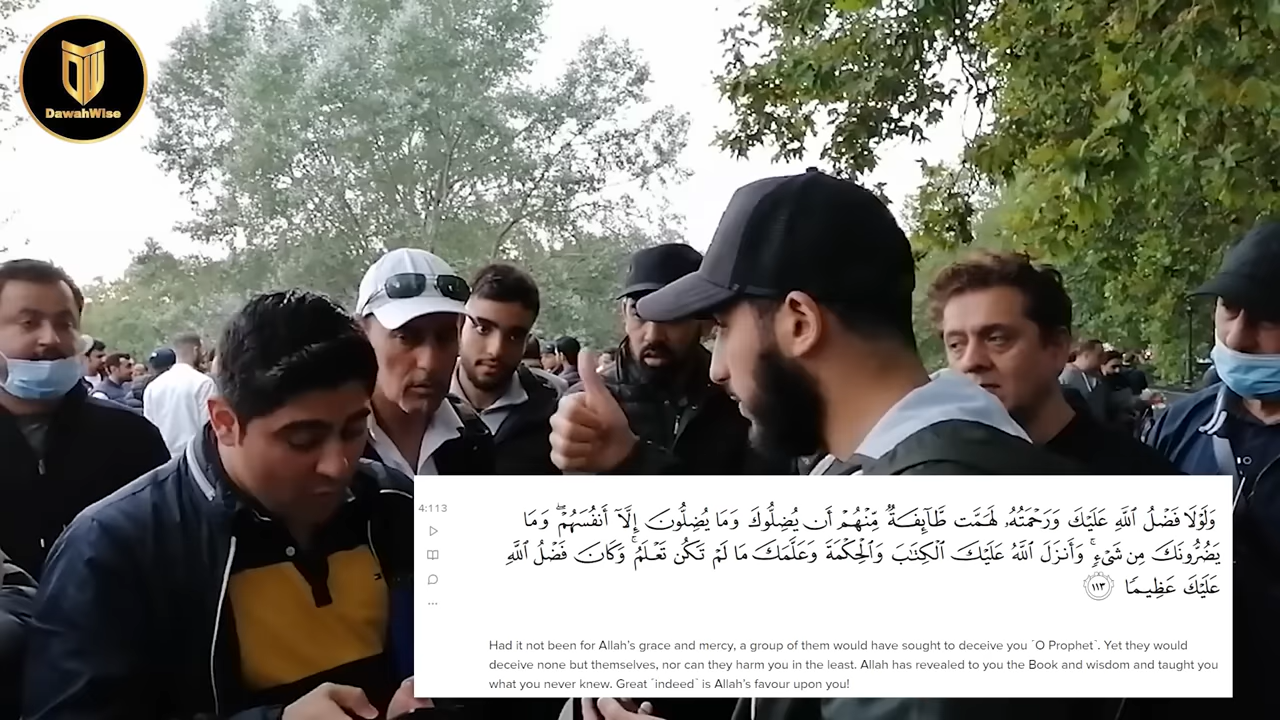 DawahWise
4:113
وَلَوْلَا فَضْلُ ٱللَّهِ عَلَيْكَ وَرَحْمَتُهُۥ لَهَمَّت طَّآئِفَةٌ مِّنْهُمْ أَن يُضِلُّوكَ وَمَا يُضِلُّونَ إِلَّآ أَنفُسَهُمْ ۖ وَمَا
يَضُرُّونَكَ مِن شَىْءٍ ۚ وَأَنزَلَ ٱللَّهُ عَلَيْكَ ٱلْكِتَـٰبَ وَٱلْحِكْمَةَ وَعَلَّمَكَ مَا لَمْ تَكُن تَعْلَمُ ۚ وَكَانَ فَضْلُ ٱللَّهِ
عَلَيْكَ عَظِيمًا ١١٣
Had it not been for Allah's grace and mercy, a group of them would have sought to deceive you ˹O Prophet˺. Yet they would
deceive none but themselves, nor can they harm you in the least. Allah has revealed to you the Book and wisdom and taught you
what you never knew. Great ˹indeed˺ is Allah's favour upon you!